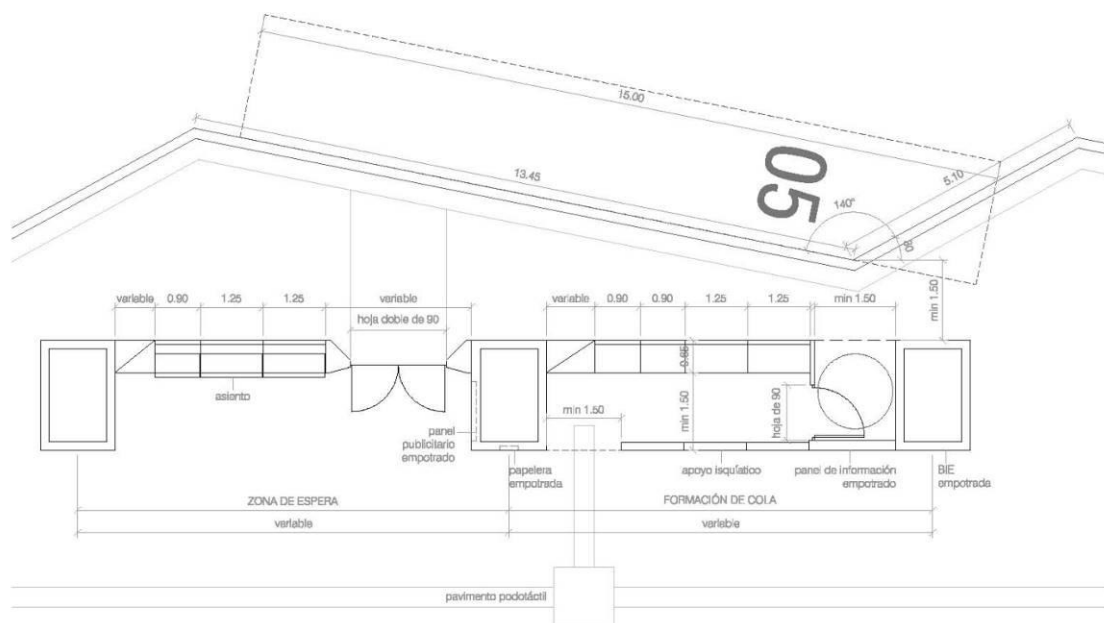 15.00
13.45
05
140°
5.10
80
min 1.50
variable
0.90
1.25
1.25
variable
hoja doble de 90
variable
0.90
0.90
1.25
1.25
min 1.50
0.65
min 1.50
min 1.50
hoja de 90
asiento
panel
publicitario
empotrado
papelera
empotrada
apoyo isquiático
panel de información
empotrado
BIE
empotrada
ZONA DE ESPERA
FORMACIÓN DE COLA
variable
variable
pavimento podotáctil